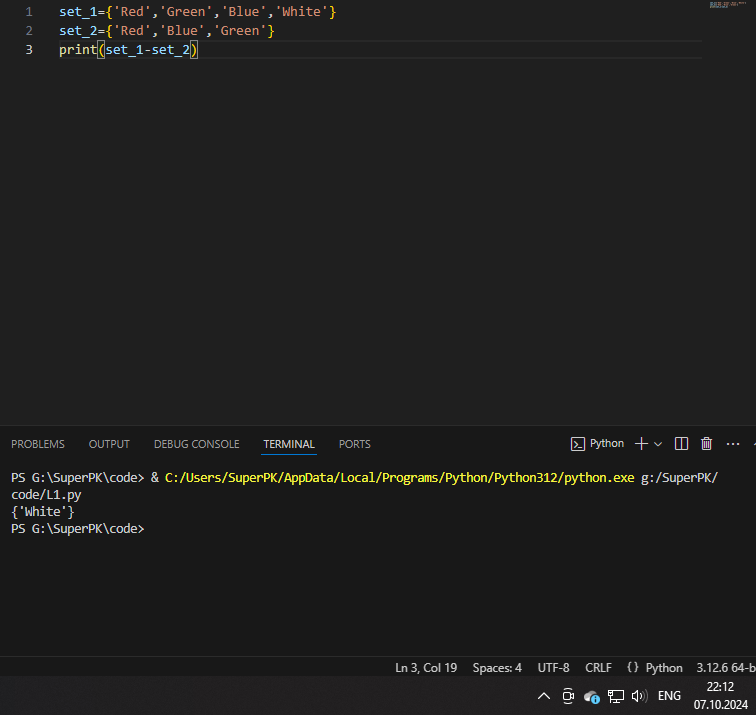 1 set_1={'Red','Green','Blue','White'}
2 set_2={'Red','Blue','Green'}
3 print(set_1-set_2)
PROBLEMS OUTPUT DEBUG CONSOLE TERMINAL PORTS Python
PS G:\SuperPK\code> & C:/Users/SuperPK/AppData/Local/Programs/Python/Python312/python.exe g:/SuperPK/
code/L1.py
{'White'}
PS G:\SuperPK\code>
Ln 3, Col 19 Spaces: 4 UTF-8 CRLF {} Python 3.12.6 64-b
ENG
22:12
07.10.2024